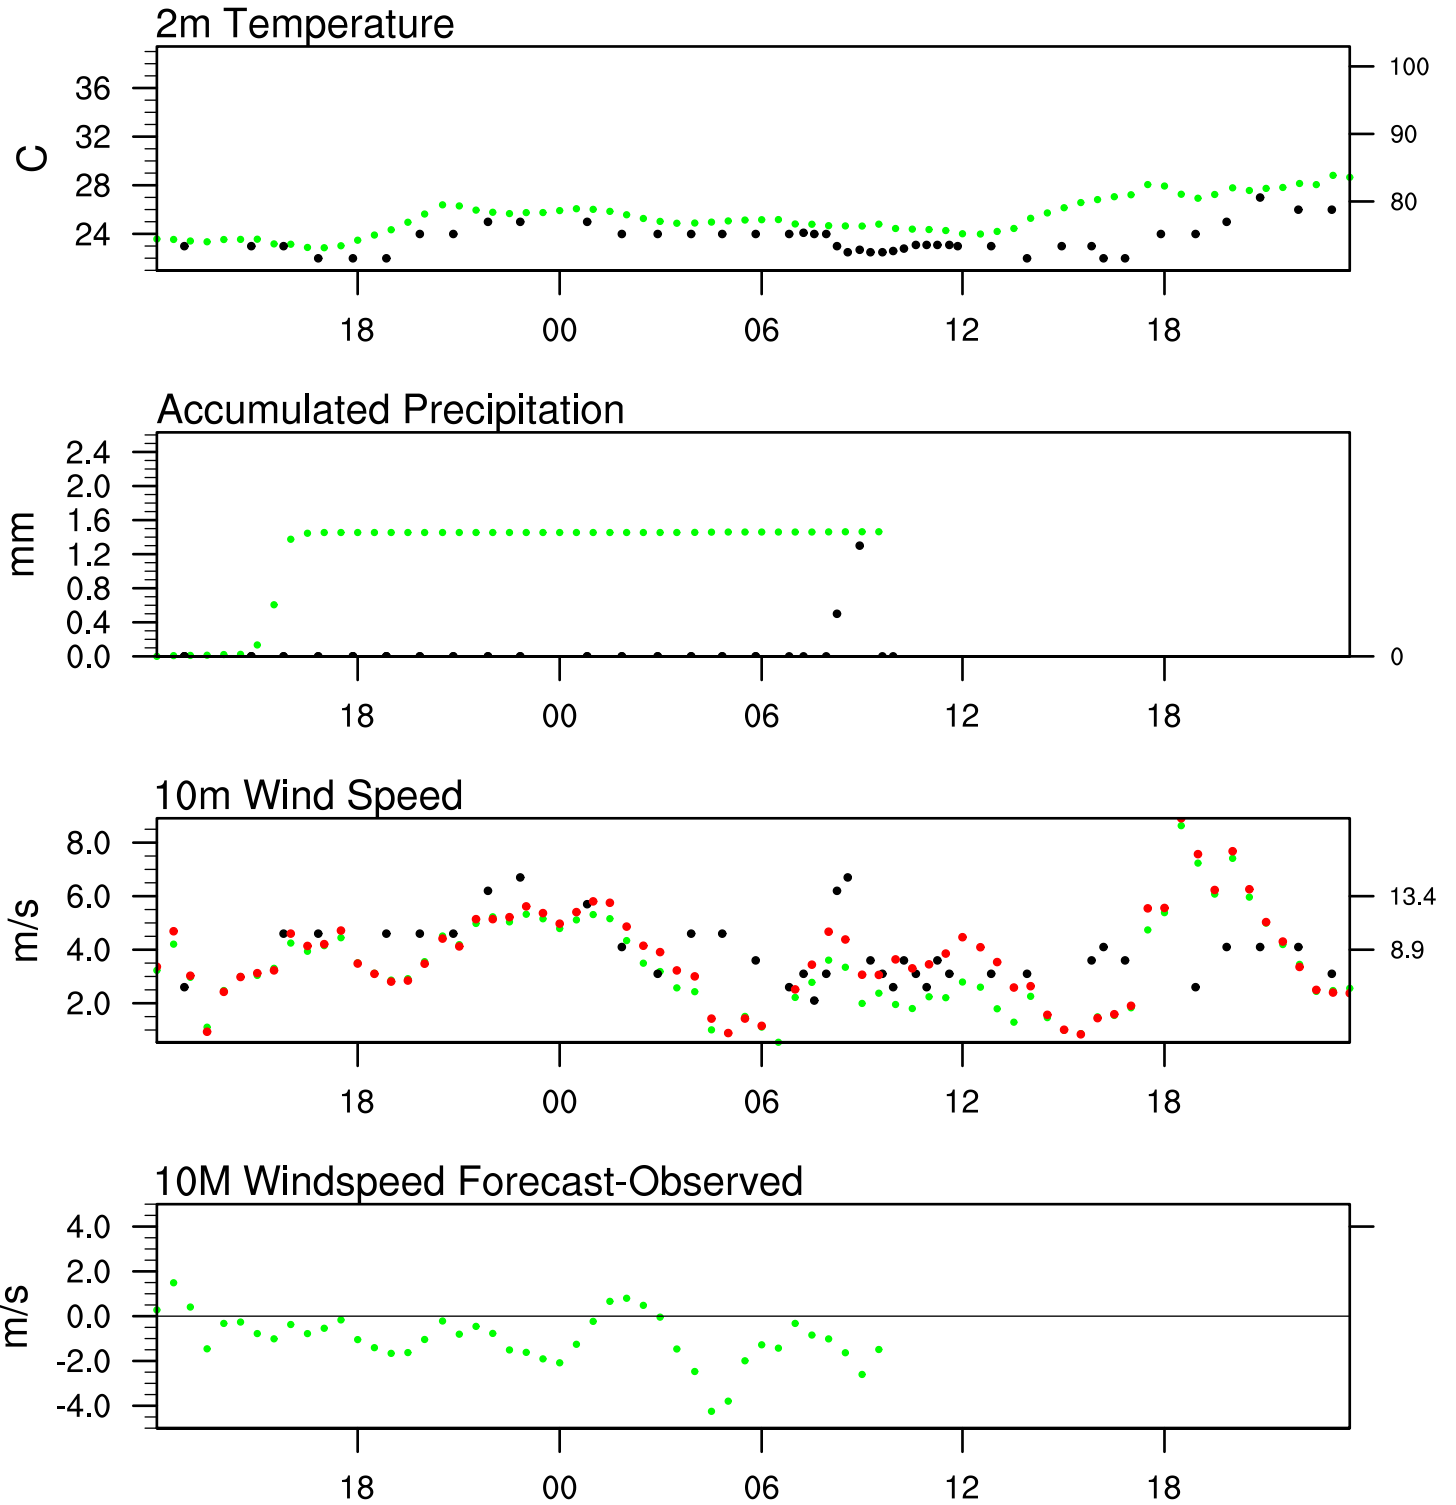 2m Temperature
36
32
28
24
C
100
90
80
18 00 06 12 18
Accumulated Precipitation
2.4
2.0
1.6
1.2
0.8
0.4
0.0
mm
0
18 00 06 12 18
10m Wind Speed
8.0
6.0
4.0
2.0
m/s
13.4
8.9
18 00 06 12 18
10M Windspeed Forecast-Observed
4.0
2.0
0.0
-2.0
-4.0
m/s
18 00 06 12 18